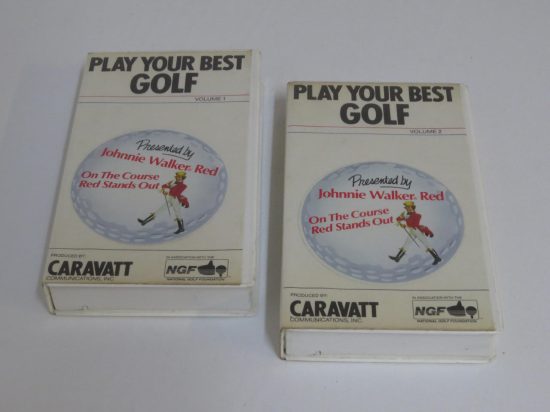 PLAY YOUR BEST
GOLF
VOLUME 1
Presented by
Johnnie Walker Red
On The Course
Red Stands Out
PRODUCED BY:
CARAVATT
COMMUNICATIONS, INC.
IN ASSOCIATION WITH THE
NGF
NATIONAL GOLF FOUNDATION
PLAY YOUR BEST
GOLF
VOLUME 2
Presented by
Johnnie Walker Red
On The Course
Red Stands Out
PRODUCED BY:
CARAVATT
COMMUNICATIONS, INC.
IN ASSOCIATION WITH THE
NGF
NATIONAL GOLF FOUNDATION